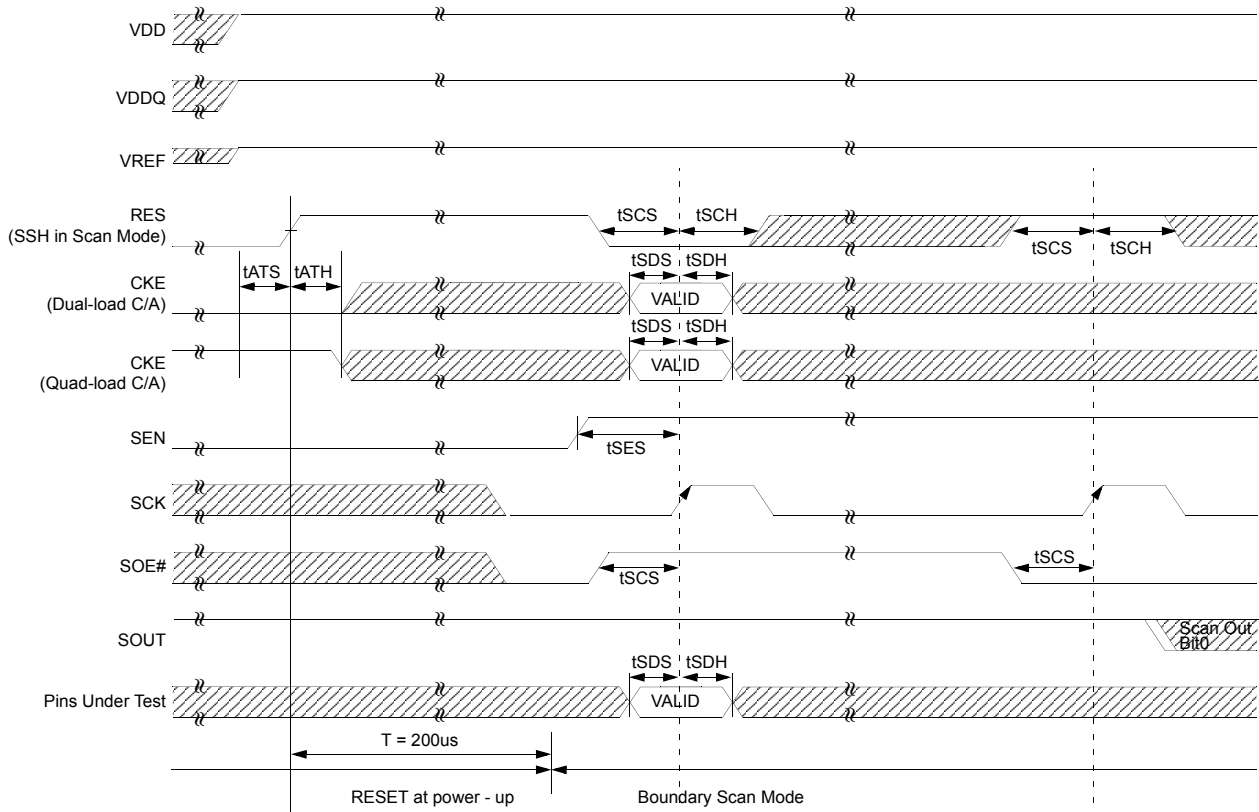 VDD
VDDQ
VREF
RES
(SSH in Scan Mode)
tSCS
tSCH
tSCS
tSCH
tATS
tATH
tSDS
tSDH
CKE
(Dual-load C/A)
VALID
tSDS
tSDH
CKE
(Quad-load C/A)
VALID
SEN
tSES
SCK
SOE#
tSCS
tSCS
SOUT
Scan Out
Bit0
tSDS
tSDH
Pins Under Test
VALID
T = 200us
RESET at power - up
Boundary Scan Mode